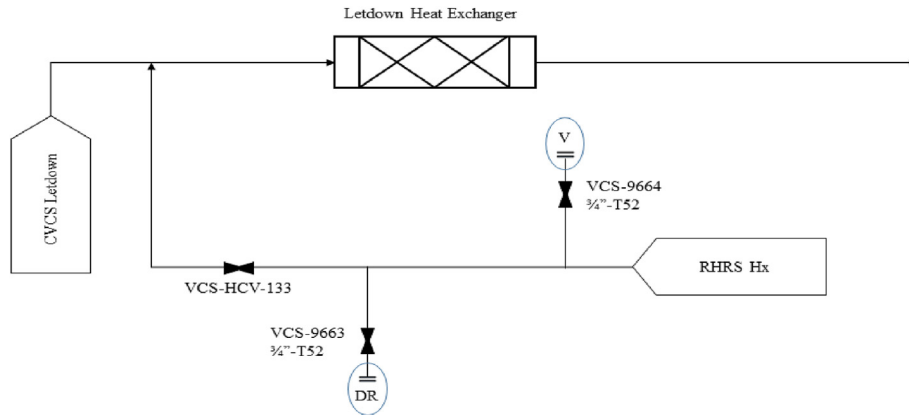 Letdown Heat Exchanger
CVCS Letdown
V
VCS-9664
¾”-T52
RHRS Hx
VCS-HCV-133
VCS-9663
¾”-T52
DR